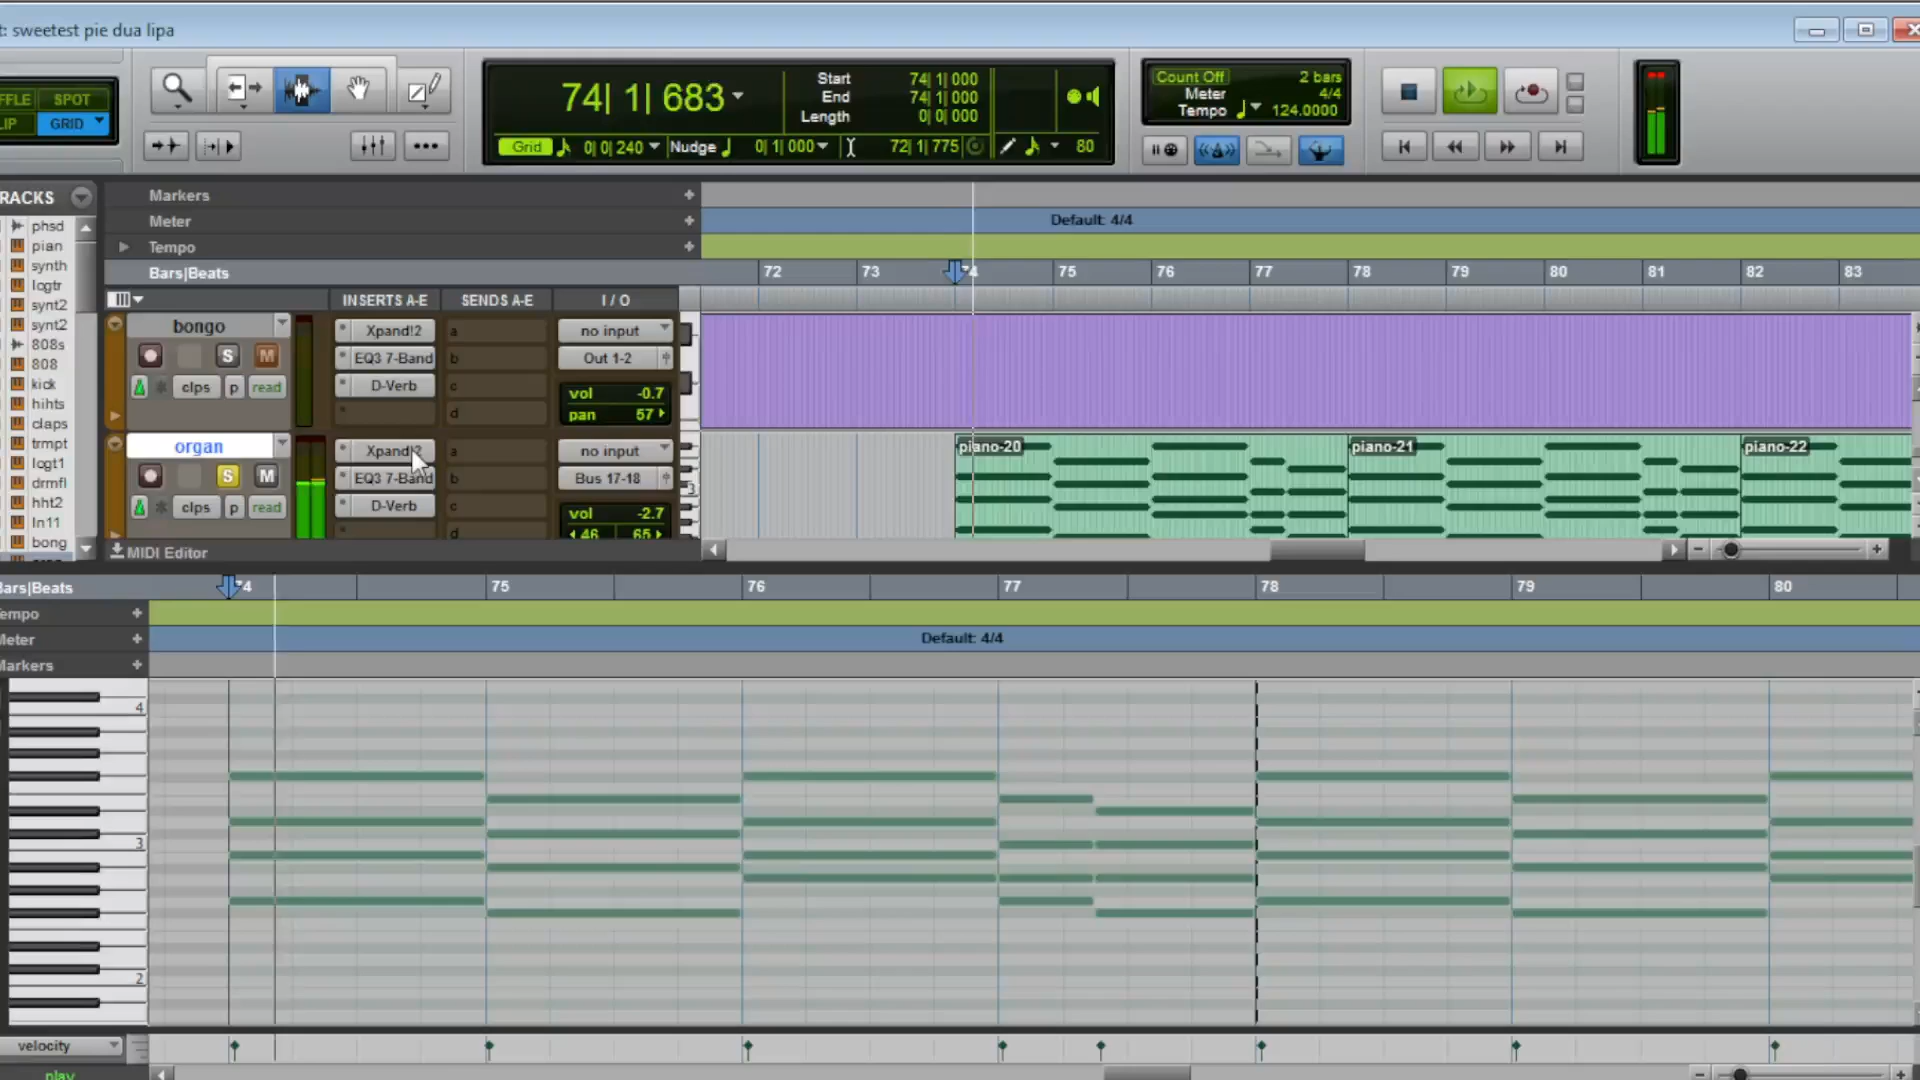 t: sweetest pie dua lipa
FFLE SPOT
LIP GRID
74| 1| 683
Start 74| 1| 000
End 74| 1| 000
Length 0| 0| 000
Grid 0| 0| 240 Nudge 0| 1| 000 72| 1| 775 80
Count Off 2 bars
Meter 4/4
Tempo 124.0000
RACKS
phsd
pian
synth
logtr
synt2
synt2
808s
808
kick
hihts
claps
trmpt
logt1
drmfl
hht2
ln11
bong
Markers +
Meter +
Tempo +
Bars|Beats
Default: 4/4
72 73 74 75 76 77 78 79 80 81 82 83
INSERTS A-E SENDS A-E I / O
bongo
S M
clps p read
Xpand!2 a no input
EQ3 7-Band b Out 1-2
D-Verb c
d
vol -0.7
pan 57
organ
S M
clps p read
Xpand!2 a no input
EQ3 7-Band b Bus 17-18
D-Verb c
d
vol -2.7
46 65
3
piano-20 piano-21 piano-22
MIDI Editor
Bars|Beats 74 75 76 77 78 79 80
empo +
Meter +
Default: 4/4
Markers +
4
3
2
velocity
play